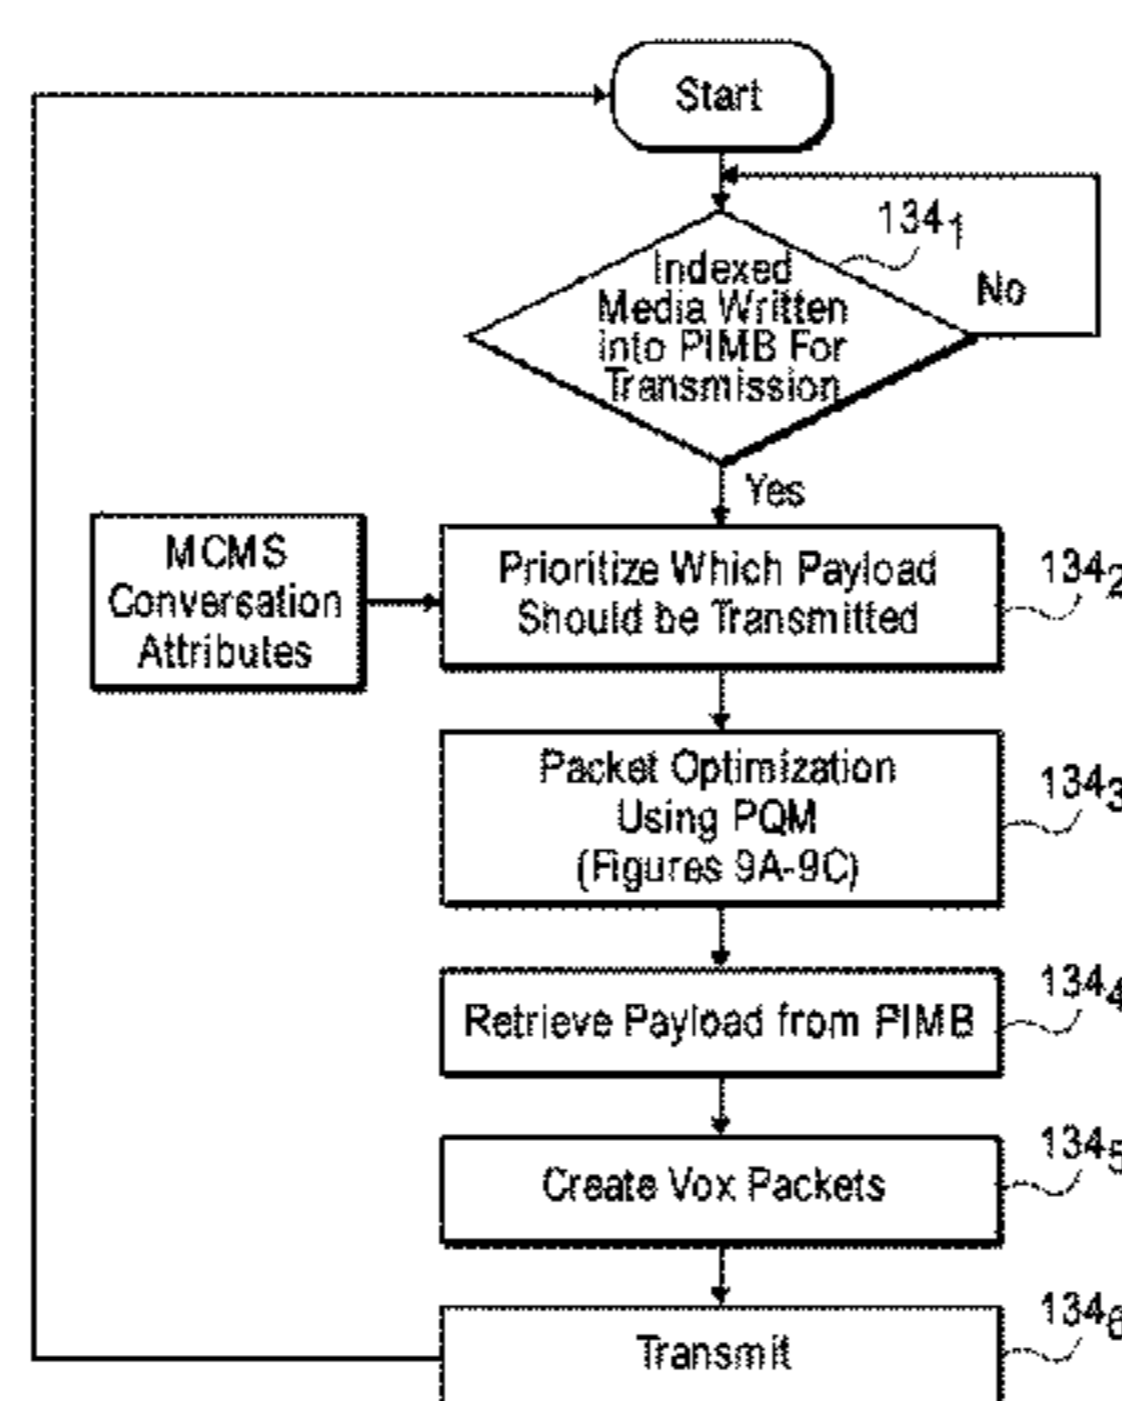 Start
134₁
Indexed
Media Written
into PIMB For
Transmission
No
Yes
MCMS
Conversation
Attributes
Prioritize Which Payload
Should be Transmitted
134₂
Packet Optimization
Using PQM
(Figures 9A-9C)
134₃
Retrieve Payload from PIMB
134₄
Create Vox Packets
134₅
Transmit
134₆